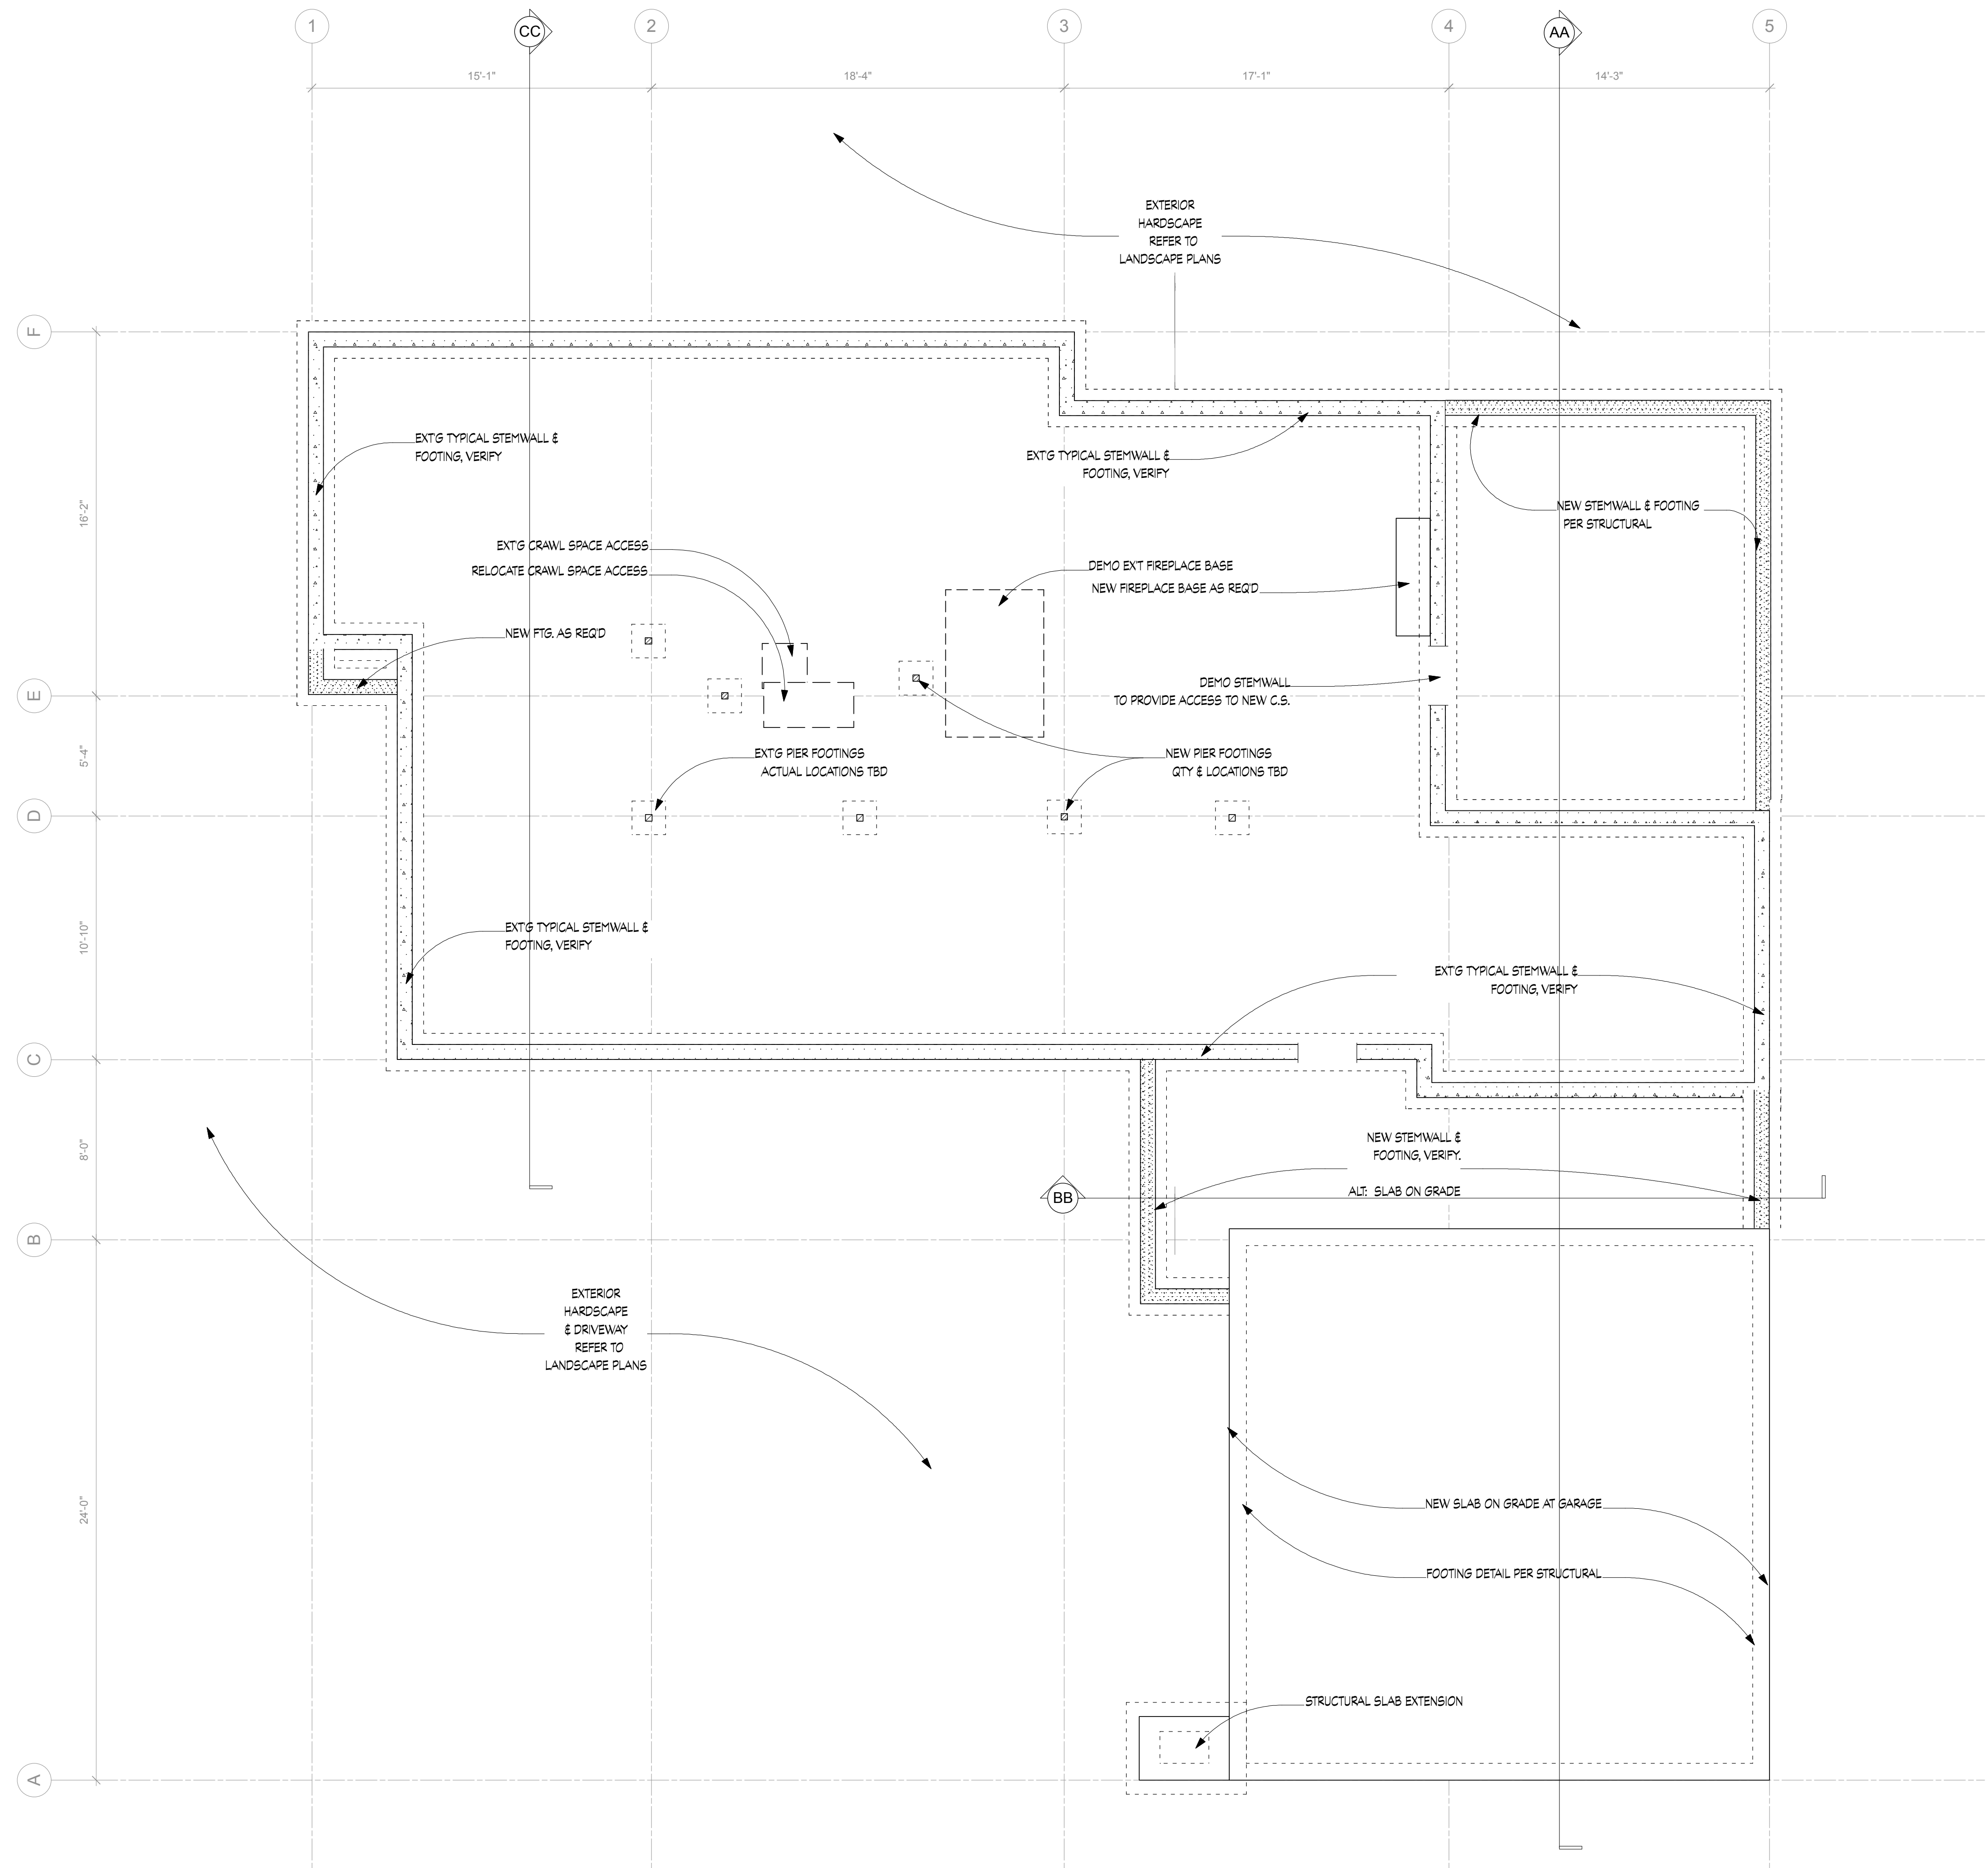 1
CC
2
3
4
AA
5
15'-1"
18'-4"
17'-1"
14'-3"
EXTERIOR
HARDSCAPE
REFER TO
LANDSCAPE PLANS
F
EXT'G TYPICAL STEMWALL &
FOOTING, VERIFY
EXT'G TYPICAL STEMWALL &
FOOTING, VERIFY
16'-2"
NEW STEMWALL & FOOTING
PER STRUCTURAL
EXT'G CRAWL SPACE ACCESS
RELOCATE CRAWL SPACE ACCESS
DEMO EX'T FIREPLACE BASE
NEW FIREPLACE BASE AS REQ'D
NEW FTG. AS REQ'D
E
DEMO STEMWALL
TO PROVIDE ACCESS TO NEW C.S.
5'-4"
EXT'G PIER FOOTINGS
ACTUAL LOCATIONS TBD
NEW PIER FOOTINGS
QTY & LOCATIONS TBD
D
10'-10"
EXT'G TYPICAL STEMWALL &
FOOTING, VERIFY
EXT'G TYPICAL STEMWALL &
FOOTING, VERIFY
C
8'-0"
NEW STEMWALL &
FOOTING, VERIFY.
BB
ALT: SLAB ON GRADE
B
EXTERIOR
HARDSCAPE
& DRIVEWAY
REFER TO
LANDSCAPE PLANS
24'-0"
NEW SLAB ON GRADE AT GARAGE
FOOTING DETAIL PER STRUCTURAL
STRUCTURAL SLAB EXTENSION
A